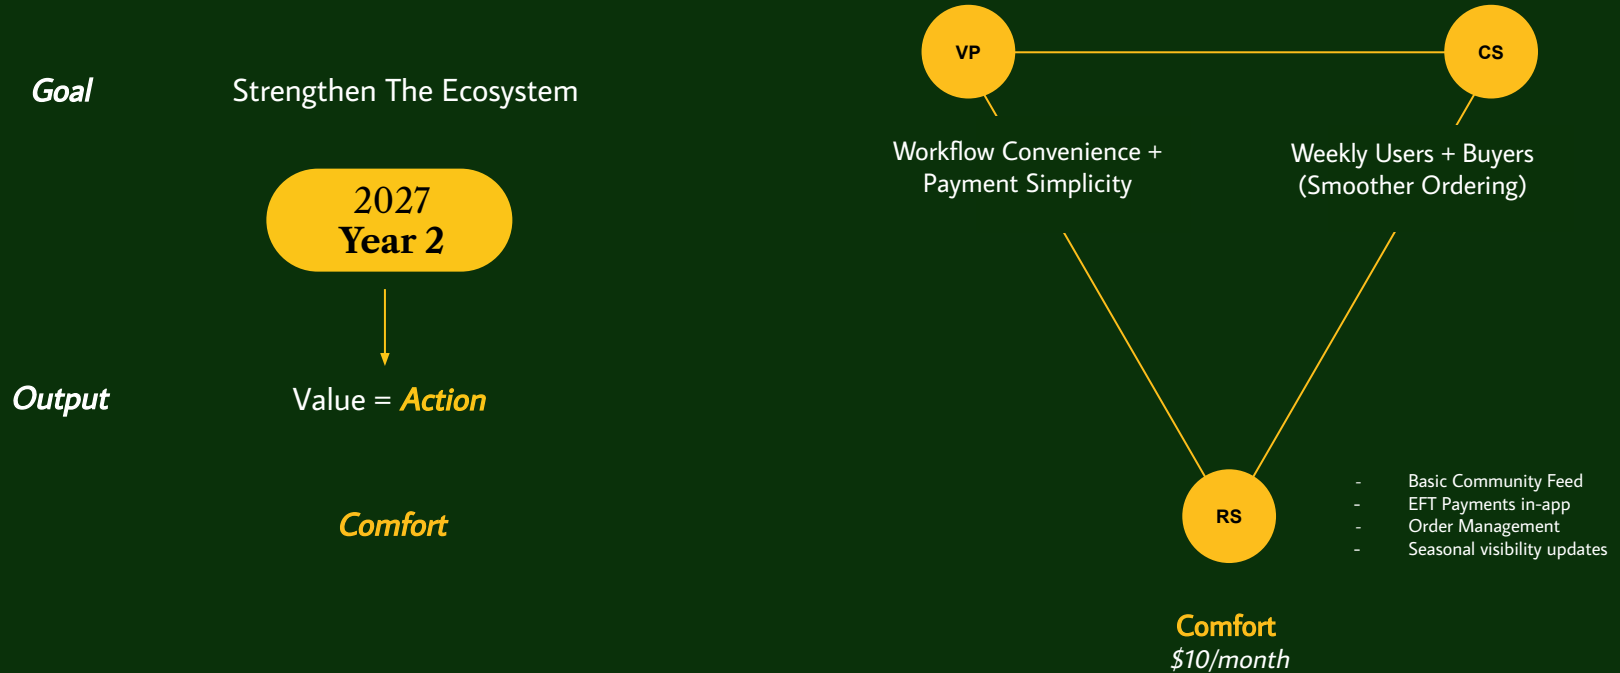 Goal
Strengthen The Ecosystem
2027
Year 2
Output
Value = Action
Comfort
VP
CS
Workflow Convenience +
Payment Simplicity
Weekly Users + Buyers
(Smoother Ordering)
RS
- Basic Community Feed
- EFT Payments in-app
- Order Management
- Seasonal visibility updates
Comfort
$10/month